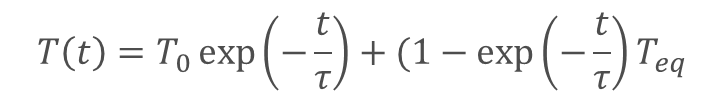 T(t) = T₀ exp(−t/τ) + (1 − exp(−t/τ) T_eq